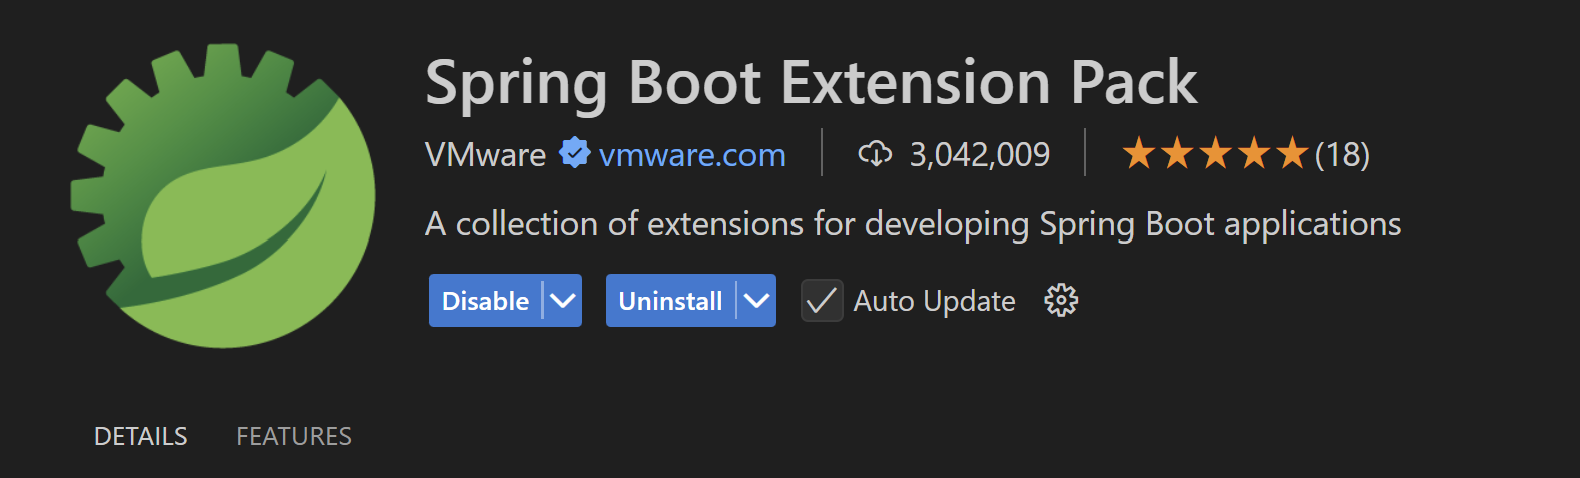 Spring Boot Extension Pack
VMware vmware.com 3,042,009 ★★★★★(18)
A collection of extensions for developing Spring Boot applications
Disable Uninstall Auto Update
DETAILS FEATURES